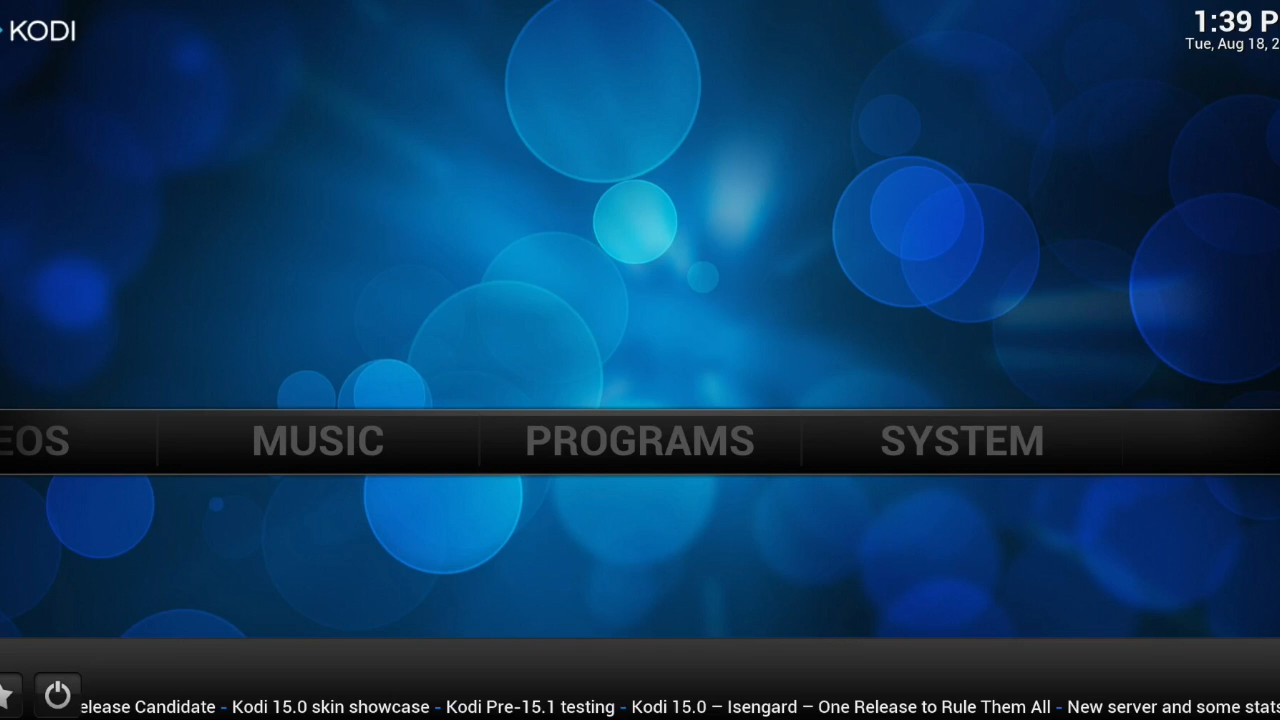 KODI
1:39 P
Tue, Aug 18, 2
EOS MUSIC PROGRAMS SYSTEM
elease Candidate - Kodi 15.0 skin showcase - Kodi Pre-15.1 testing - Kodi 15.0 – Isengard – One Release to Rule Them All - New server and some stats